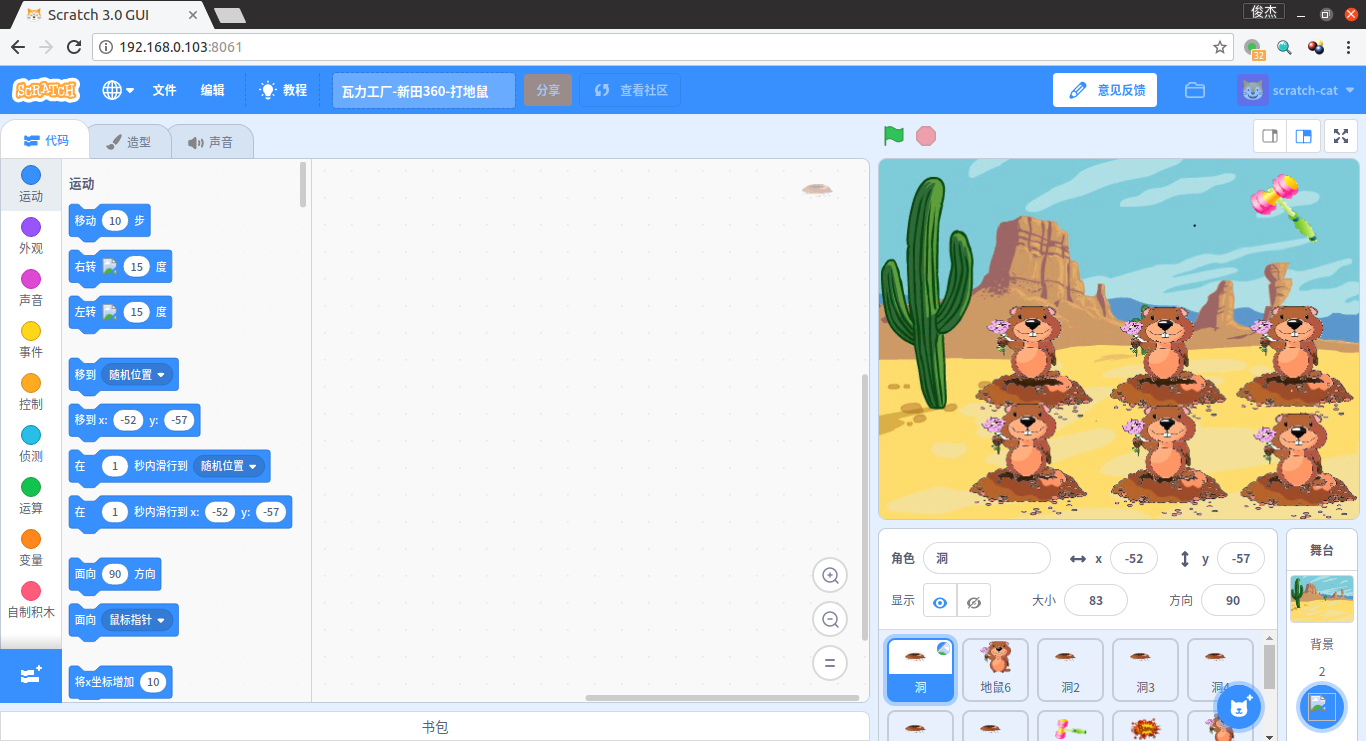 Scratch 3.0 GUI
俊杰
192.168.0.103:8061
32
SCRATCH
文件
编辑
教程
瓦力工厂-新田360-打地鼠
分享
查看社区
意见反馈
scratch-cat
代码
造型
声音
运动
外观
声音
事件
控制
侦测
运算
变量
自制积木
运动
移动 10 步
右转 15 度
左转 15 度
移到 随机位置
移到 x: -52 y: -57
在 1 秒内滑行到 随机位置
在 1 秒内滑行到 x: -52 y: -57
面向 90 方向
面向 鼠标指针
将x坐标增加 10
书包
角色 洞 x -52 y -57
显示 大小 83 方向 90
洞
地鼠6
洞2
洞3
洞4
舞台
背景
2